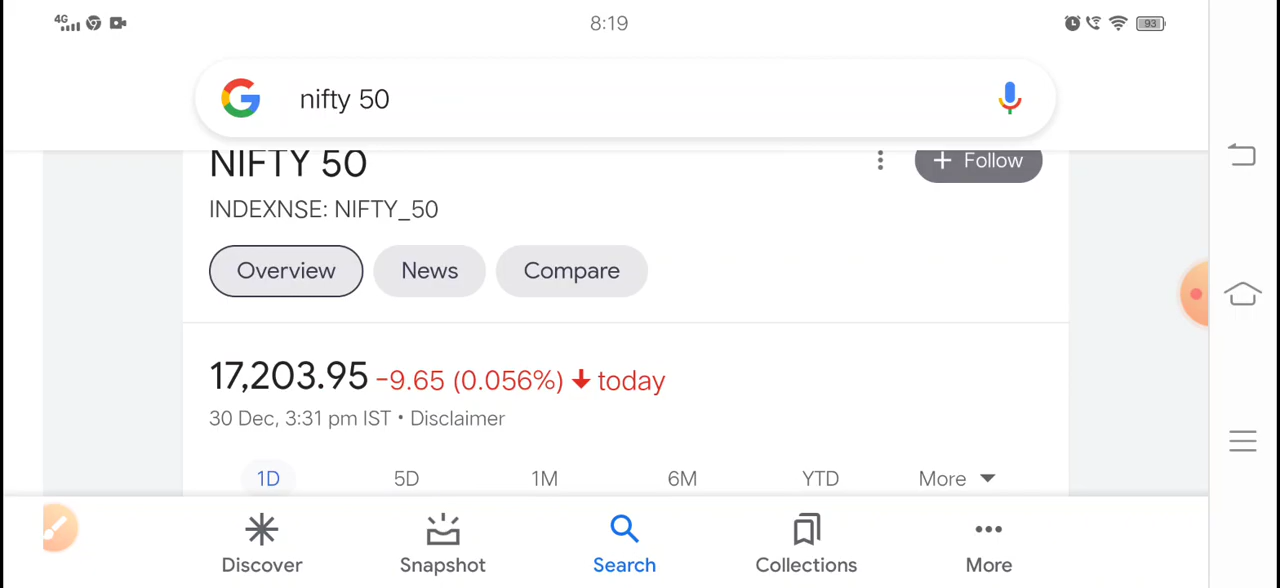 4G 8:19 93
nifty 50
NIFTY 50
+ Follow
INDEXNSE: NIFTY_50
Overview News Compare
17,203.95 -9.65 (0.056%) ↓ today
30 Dec, 3:31 pm IST • Disclaimer
1D 5D 1M 6M YTD More
Discover Snapshot Search Collections More